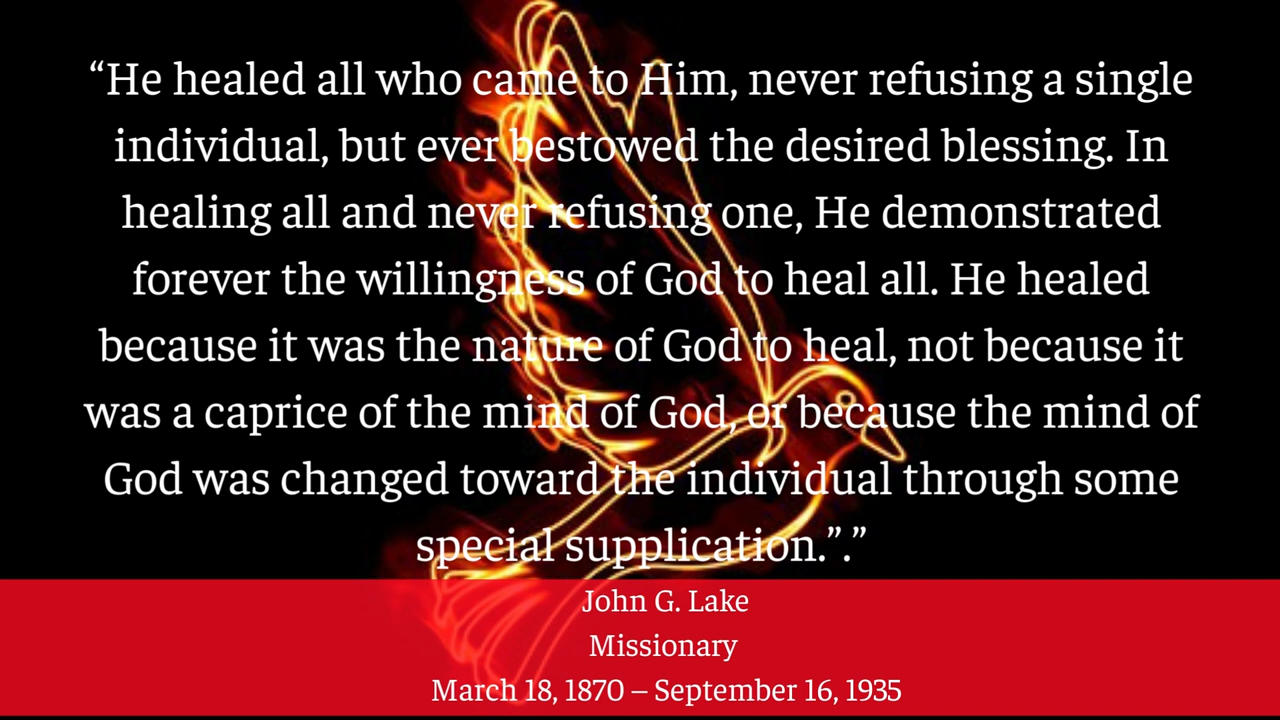 “He healed all who came to Him, never refusing a single
individual, but ever bestowed the desired blessing. In
healing all and never refusing one, He demonstrated
forever the willingness of God to heal all. He healed
because it was the nature of God to heal, not because it
was a caprice of the mind of God, or because the mind of
God was changed toward the individual through some
special supplication.”.”
John G. Lake
Missionary
March 18, 1870 – September 16, 1935